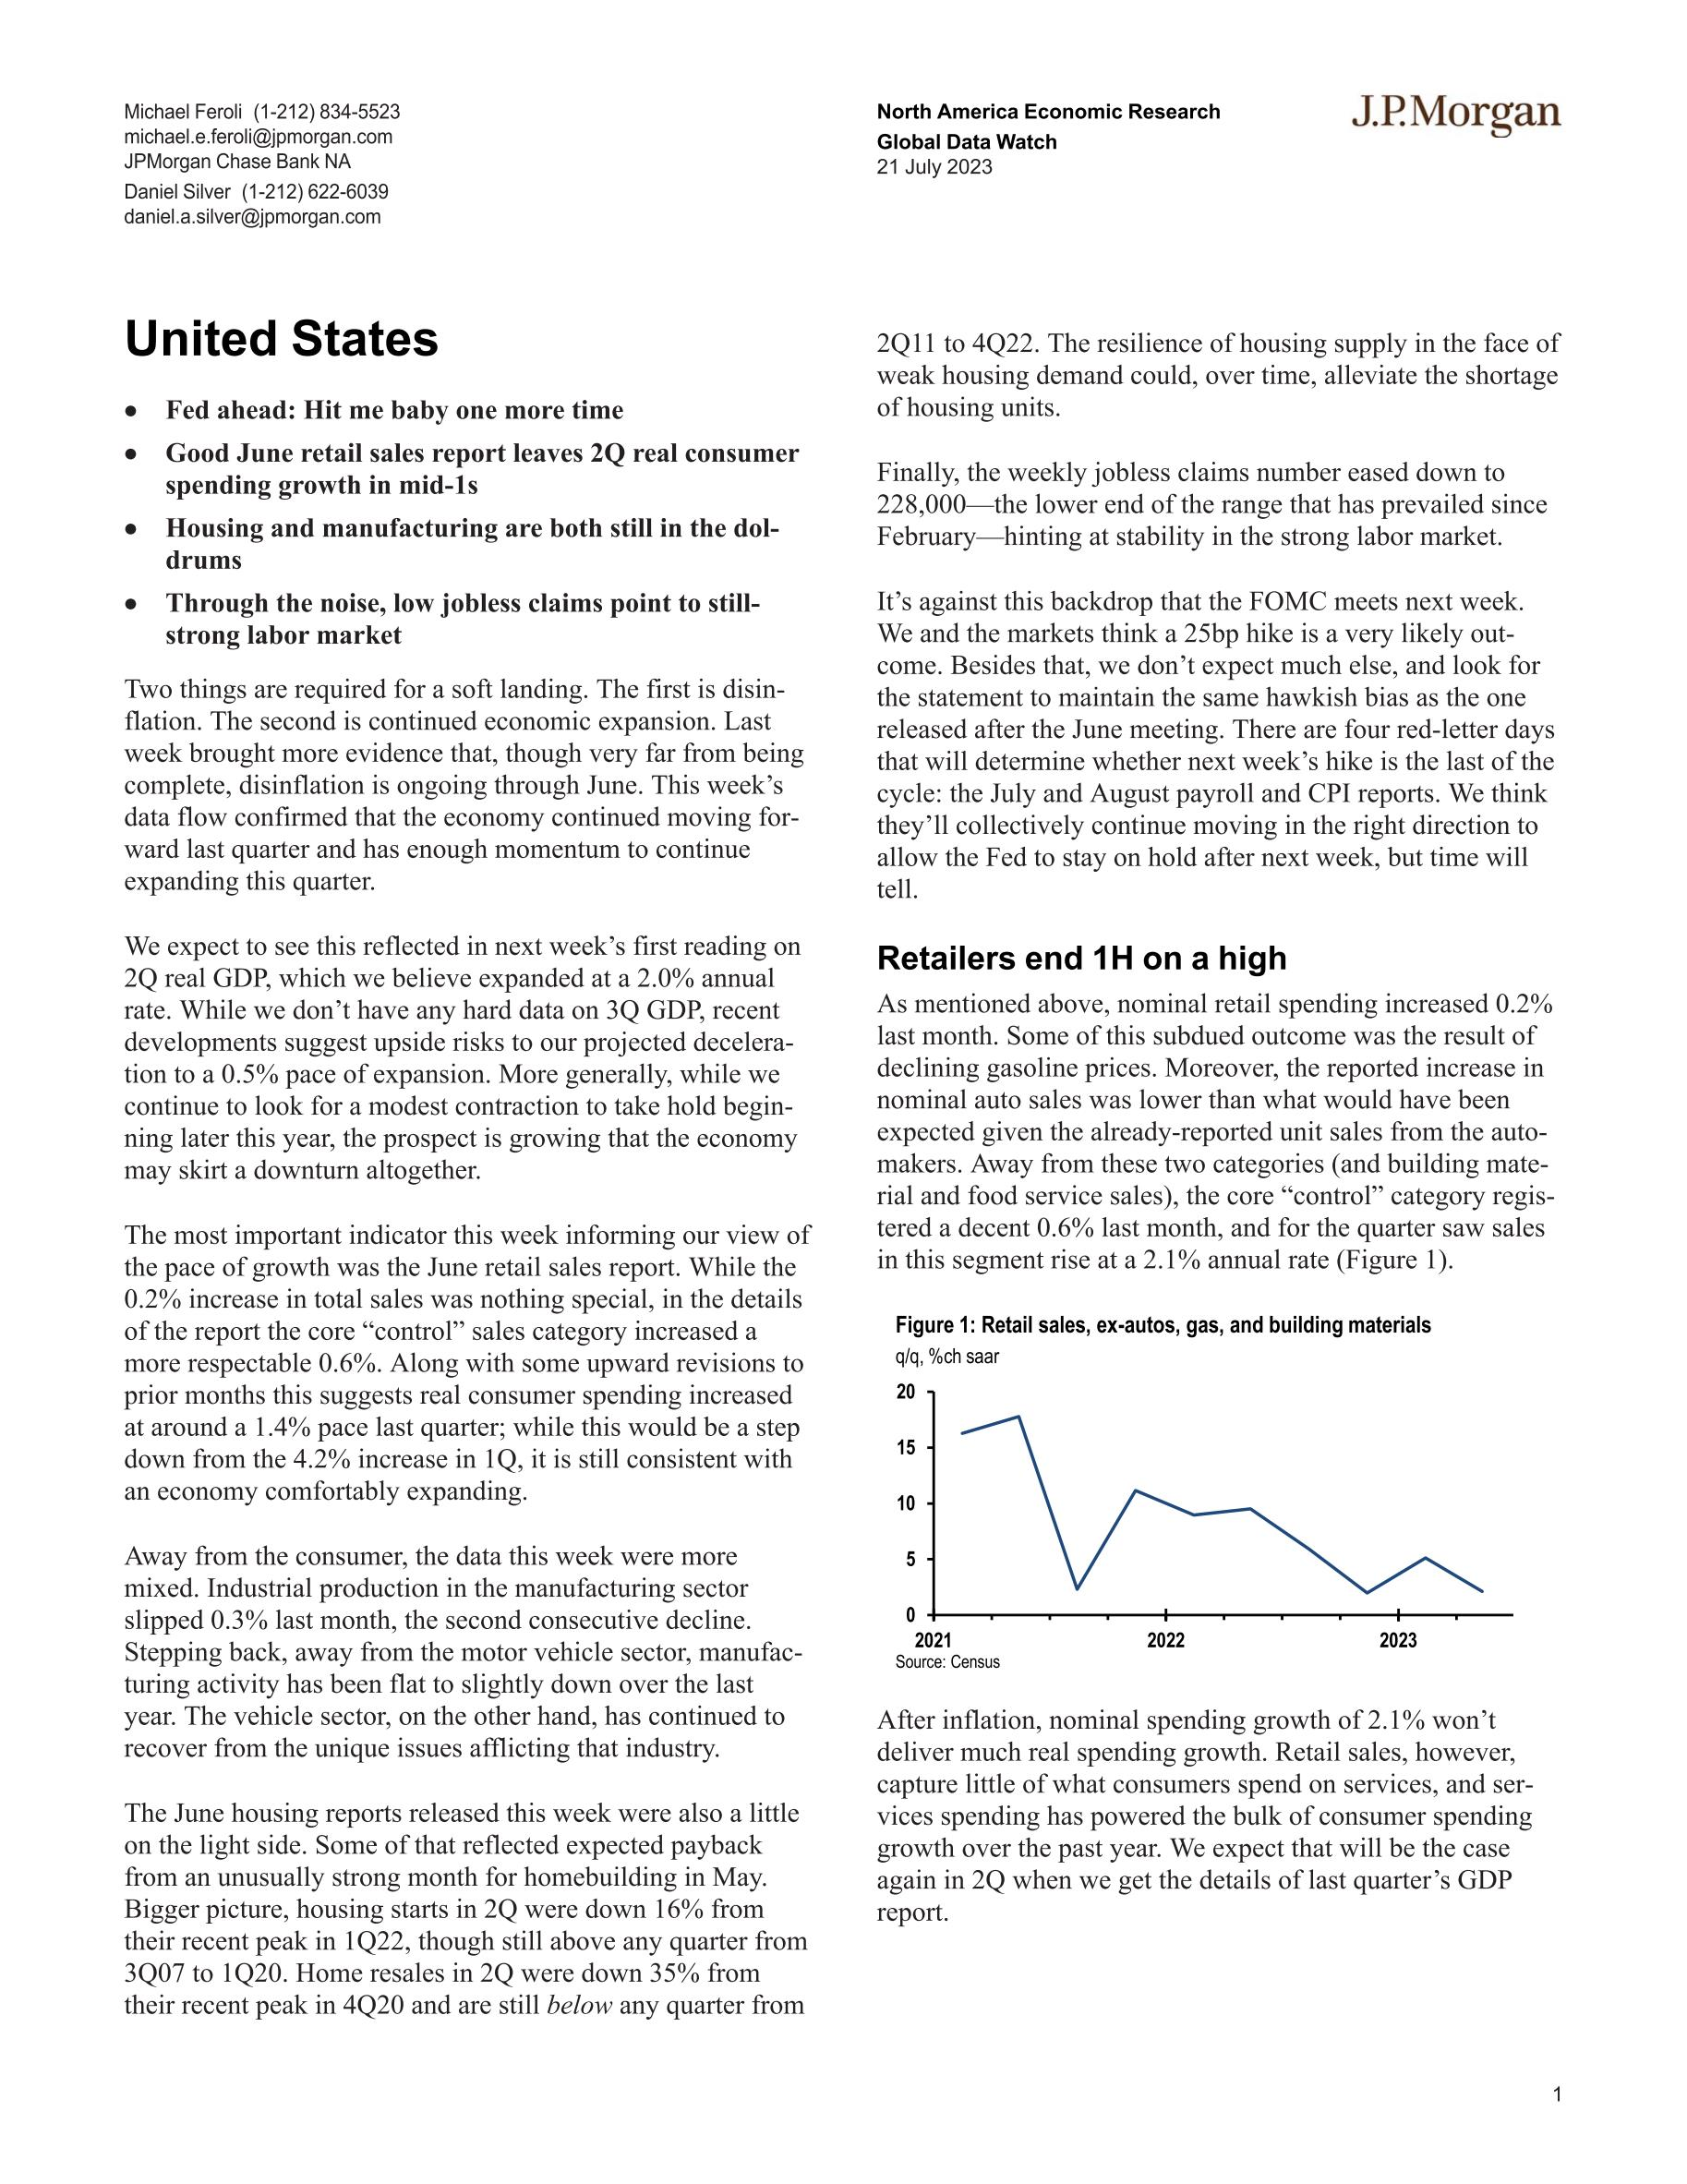 Michael Feroli (1-212) 834-5523
michael.e.feroli@jpmorgan.com
JPMorgan Chase Bank NA
Daniel Silver (1-212) 622-6039
daniel.a.silver@jpmorgan.com
North America Economic Research
Global Data Watch
21 July 2023
J.P.Morgan
United States
• Fed ahead: Hit me baby one more time
• Good June retail sales report leaves 2Q real consumer
spending growth in mid-1s
• Housing and manufacturing are both still in the dol-
drums
• Through the noise, low jobless claims point to still-
strong labor market
Two things are required for a soft landing. The first is disin-
flation. The second is continued economic expansion. Last
week brought more evidence that, though very far from being
complete, disinflation is ongoing through June. This week’s
data flow confirmed that the economy continued moving for-
ward last quarter and has enough momentum to continue
expanding this quarter.
We expect to see this reflected in next week’s first reading on
2Q real GDP, which we believe expanded at a 2.0% annual
rate. While we don’t have any hard data on 3Q GDP, recent
developments suggest upside risks to our projected decelera-
tion to a 0.5% pace of expansion. More generally, while we
continue to look for a modest contraction to take hold begin-
ning later this year, the prospect is growing that the economy
may skirt a downturn altogether.
The most important indicator this week informing our view of
the pace of growth was the June retail sales report. While the
0.2% increase in total sales was nothing special, in the details
of the report the core “control” sales category increased a
more respectable 0.6%. Along with some upward revisions to
prior months this suggests real consumer spending increased
at around a 1.4% pace last quarter; while this would be a step
down from the 4.2% increase in 1Q, it is still consistent with
an economy comfortably expanding.
Away from the consumer, the data this week were more
mixed. Industrial production in the manufacturing sector
slipped 0.3% last month, the second consecutive decline.
Stepping back, away from the motor vehicle sector, manufac-
turing activity has been flat to slightly down over the last
year. The vehicle sector, on the other hand, has continued to
recover from the unique issues afflicting that industry.
The June housing reports released this week were also a little
on the light side. Some of that reflected expected payback
from an unusually strong month for homebuilding in May.
Bigger picture, housing starts in 2Q were down 16% from
their recent peak in 1Q22, though still above any quarter from
3Q07 to 1Q20. Home resales in 2Q were down 35% from
their recent peak in 4Q20 and are still below any quarter from
2Q11 to 4Q22. The resilience of housing supply in the face of
weak housing demand could, over time, alleviate the shortage
of housing units.
Finally, the weekly jobless claims number eased down to
228,000—the lower end of the range that has prevailed since
February—hinting at stability in the strong labor market.
It’s against this backdrop that the FOMC meets next week.
We and the markets think a 25bp hike is a very likely out-
come. Besides that, we don’t expect much else, and look for
the statement to maintain the same hawkish bias as the one
released after the June meeting. There are four red-letter days
that will determine whether next week’s hike is the last of the
cycle: the July and August payroll and CPI reports. We think
they’ll collectively continue moving in the right direction to
allow the Fed to stay on hold after next week, but time will
tell.
Retailers end 1H on a high
As mentioned above, nominal retail spending increased 0.2%
last month. Some of this subdued outcome was the result of
declining gasoline prices. Moreover, the reported increase in
nominal auto sales was lower than what would have been
expected given the already-reported unit sales from the auto-
makers. Away from these two categories (and building mate-
rial and food service sales), the core “control” category regis-
tered a decent 0.6% last month, and for the quarter saw sales
in this segment rise at a 2.1% annual rate (Figure 1).
Figure 1: Retail sales, ex-autos, gas, and building materials
q/q, %ch saar
20
15
10
5
0
2021 2022 2023
Source: Census
After inflation, nominal spending growth of 2.1% won’t
deliver much real spending growth. Retail sales, however,
capture little of what consumers spend on services, and ser-
vices spending has powered the bulk of consumer spending
growth over the past year. We expect that will be the case
again in 2Q when we get the details of last quarter’s GDP
report.
1